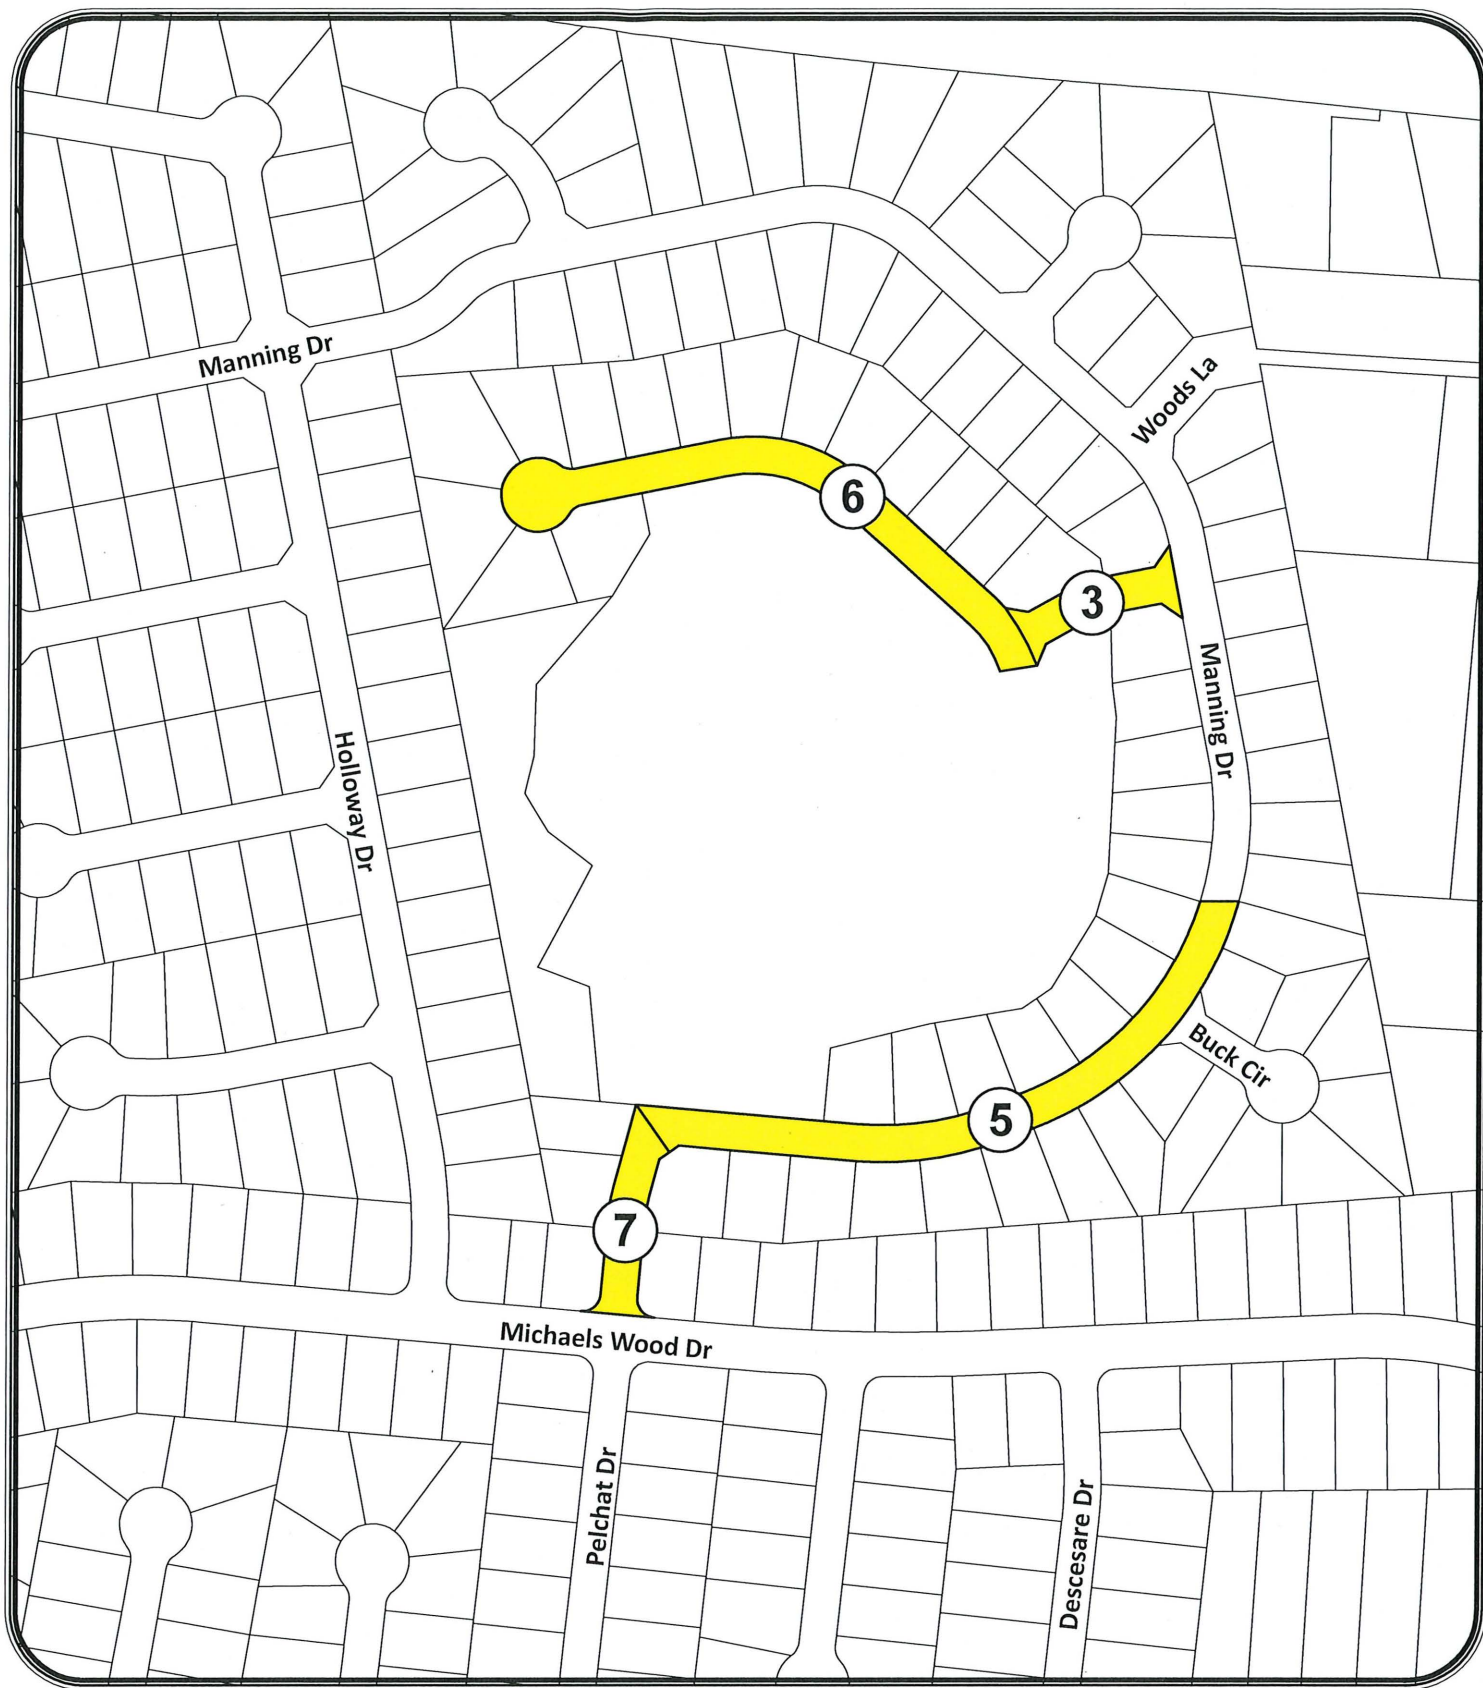 Manning Dr
Woods La
6
3
Manning Dr
Holloway Dr
Buck Cir
5
7
Michaels Wood Dr
Pelchat Dr
Descesare Dr